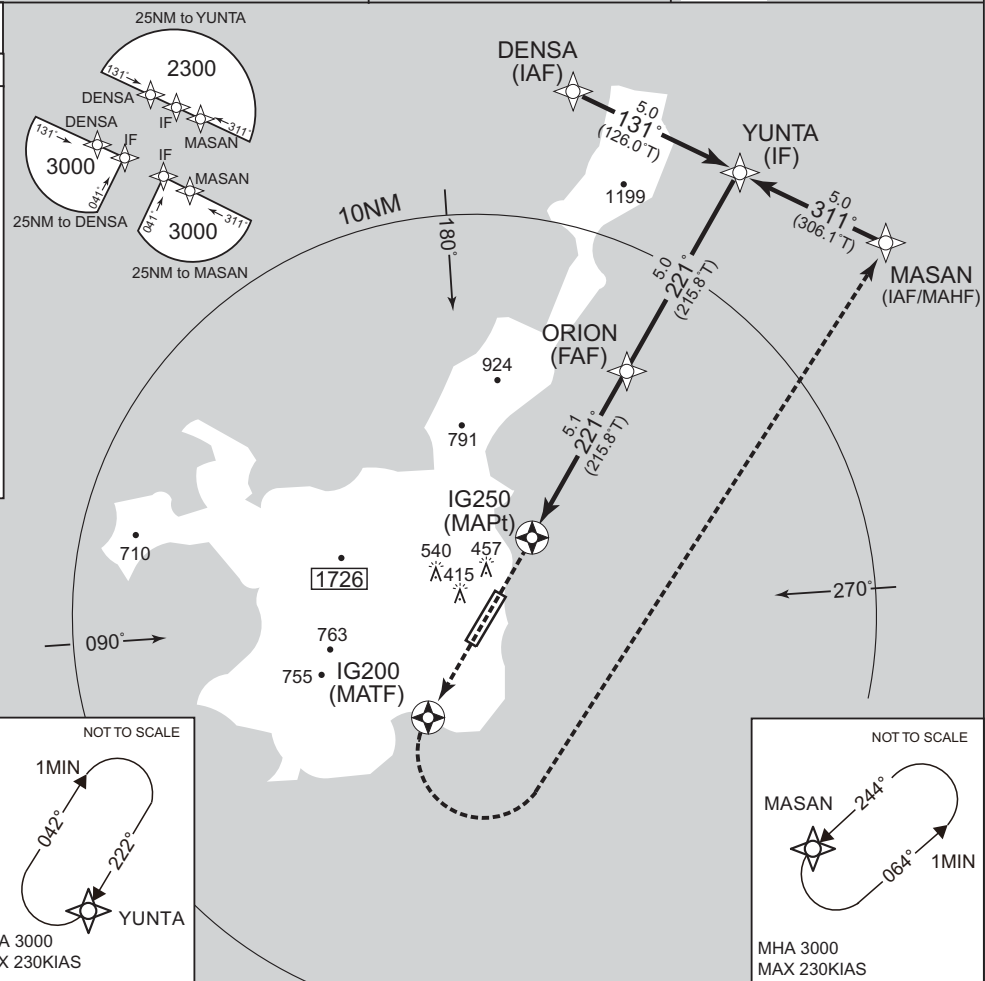 25NM to YUNTA
2300
131°
DENSA
IF
MASAN
311°
DENSA
131°
IF
3000
041°
25NM to DENSA
IF
MASAN
041°
311°
3000
25NM to MASAN
DENSA
(IAF)
5.0
131°
(126.0°T)
YUNTA
(IF)
5.0
311°
(306.1°T)
MASAN
(IAF/MAHF)
1199
10NM
180°
5.0
221°
(215.8°T)
ORION
(FAF)
924
791
5.1
221°
(215.8°T)
IG250
(MAPt)
710
1726
540
457
415
270°
090°
763
755
IG200
(MATF)
NOT TO SCALE
1MIN
042°
222°
YUNTA
A 3000
X 230KIAS
NOT TO SCALE
MASAN
244°
064°
1MIN
MHA 3000
MAX 230KIAS